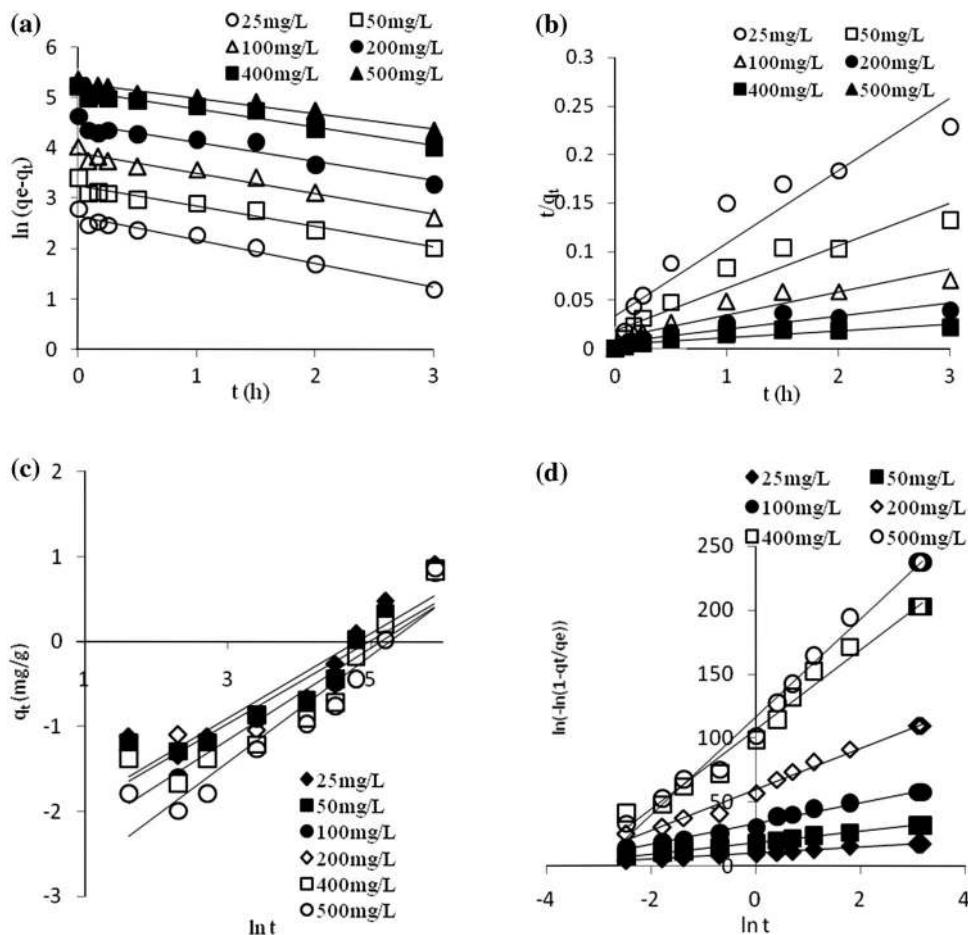 (a)
25mg/L 50mg/L
100mg/L 200mg/L
400mg/L 500mg/L
6
5
4
3
2
1
0
ln (qe-qt)
0 1 2 3
t (h)
(b)
25mg/L 50mg/L
100mg/L 200mg/L
400mg/L 500mg/L
0.3
0.25
0.2
0.15
0.1
0.05
0
t/qt
0 1 2 3
t (h)
(c)
2
1
0
-1
-2
-3
qt (mg/g)
1 3 5
25mg/L
50mg/L
100mg/L
200mg/L
400mg/L
500mg/L
ln t
(d)
25mg/L 50mg/L
100mg/L 200mg/L
400mg/L 500mg/L
250
200
150
100
50
0
ln(-ln(1-qt/qe))
-4 -2 0 2 4
ln t